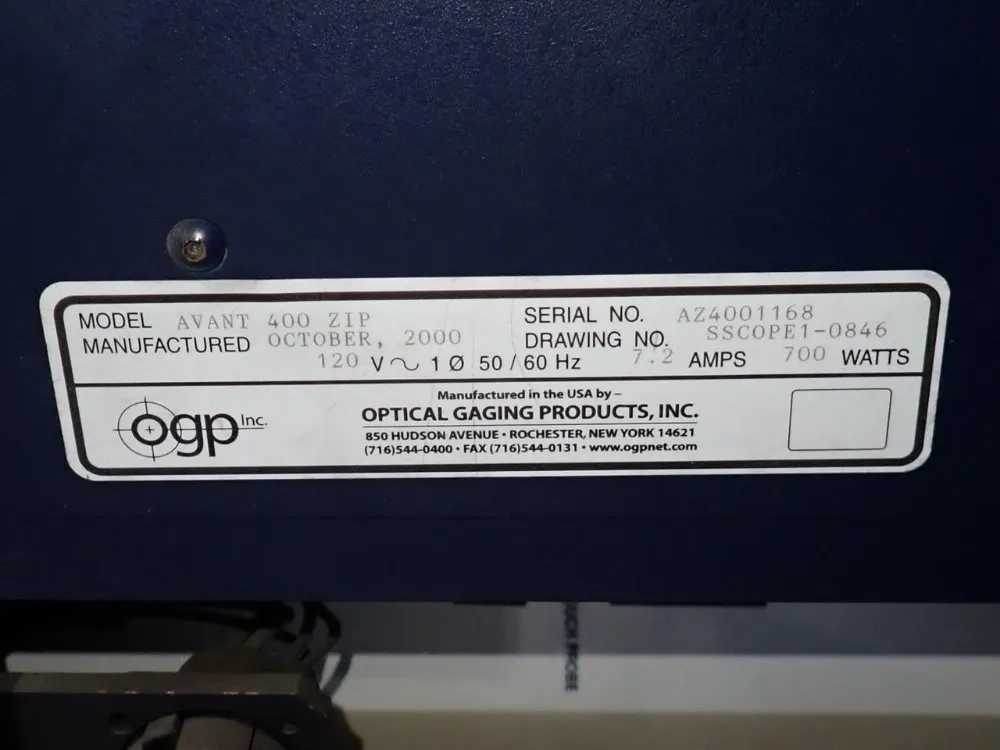 MODEL AVANT 400 ZIP
MANUFACTURED OCTOBER, 2000
SERIAL NO. AZ4001168
DRAWING NO. SSCOPE1-0846
120 V ~ 1 Ø 50 / 60 Hz 7.2 AMPS 700 WATTS
ogp Inc.
Manufactured in the USA by –
OPTICAL GAGING PRODUCTS, INC.
850 HUDSON AVENUE • ROCHESTER, NEW YORK 14621
(716)544-0400 • FAX (716)544-0131 • www.ogpnet.com